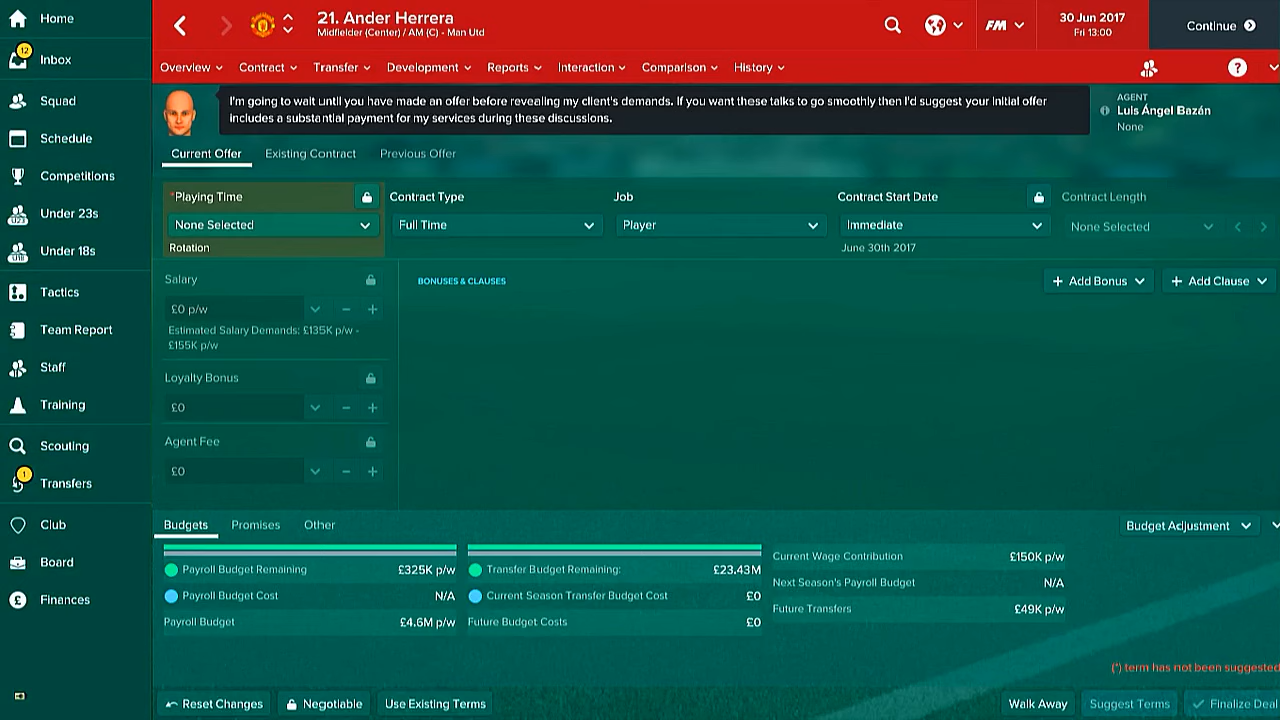 Home
21. Ander Herrera
Midfielder (Center) / AM (C) - Man Utd
FM
30 Jun 2017
Fri 13:00
Continue
12
Inbox
Overview
Contract
Transfer
Development
Reports
Interaction
Comparison
History
?
Squad
I'm going to wait until you have made an offer before revealing my client's demands. If you want these talks to go smoothly then I'd suggest your initial offer
includes a substantial payment for my services during these discussions.
AGENT
Luis Ángel Bazán
None
Schedule
Current Offer
Existing Contract
Previous Offer
Competitions
*Playing Time
Contract Type
Job
Contract Start Date
Contract Length
Under 23s
None Selected
Full Time
Player
Immediate
None Selected
Rotation
June 30th 2017
Under 18s
Salary
BONUSES & CLAUSES
+ Add Bonus
+ Add Clause
Tactics
£0 p/w
- +
Estimated Salary Demands: £135K p/w -
£155K p/w
Team Report
Staff
Loyalty Bonus
Training
£0
- +
Scouting
Agent Fee
1
Transfers
£0
- +
Club
Budgets
Promises
Other
Budget Adjustment
Board
Payroll Budget Remaining
£325K p/w
Transfer Budget Remaining:
£23.43M
Current Wage Contribution
£150K p/w
Finances
Payroll Budget Cost
N/A
Current Season Transfer Budget Cost
£0
Next Season's Payroll Budget
N/A
Payroll Budget
£4.6M p/w
Future Budget Costs
£0
Future Transfers
£49K p/w
(*) term has not been suggested
Reset Changes
Negotiable
Use Existing Terms
Walk Away
Suggest Terms
Finalize Deal